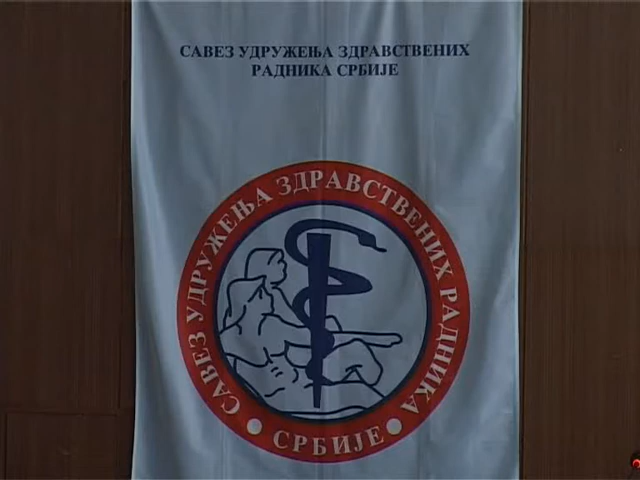 САВЕЗ УДРУЖЕЊА ЗДРАВСТВЕНИХ
РАДНИКА СРБИЈЕ
САВЕЗ УДРУЖЕЊА ЗДРАВСТВЕНИХ РАДНИКА
• СРБИЈЕ •